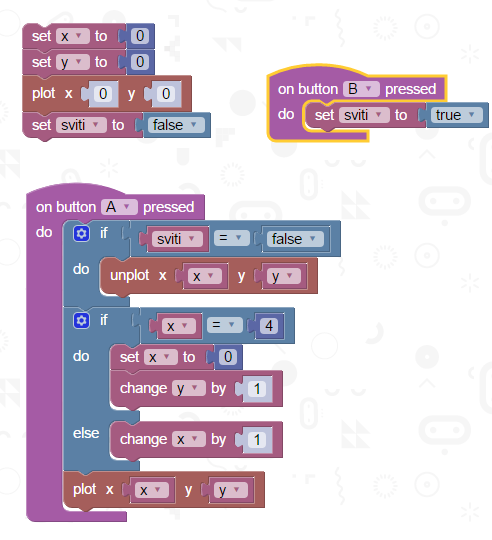 set x to 0
set y to 0
plot x 0 y 0
set sviti to false
on button B pressed
do set sviti to true
on button A pressed
do if sviti = false
do unplot x x y y
if x = 4
do set x to 0
change y by 1
else change x by 1
plot x x y y